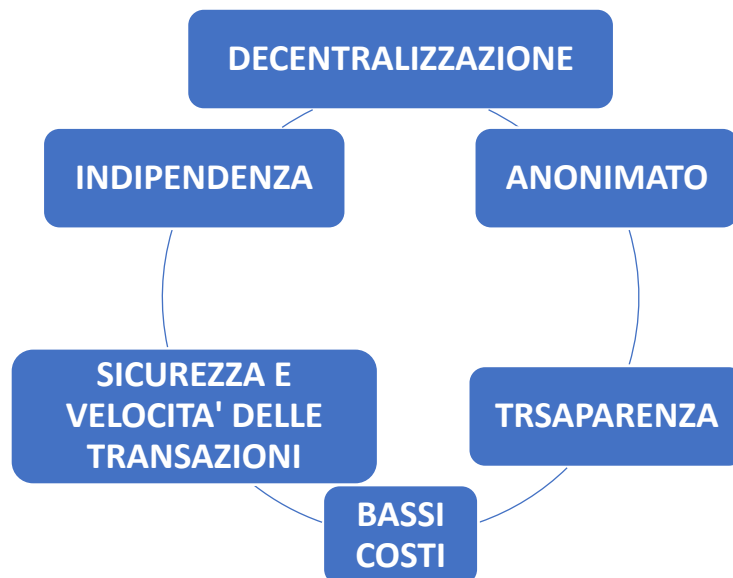 DECENTRALIZZAZIONE
INDIPENDENZA
ANONIMATO
SICUREZZA E
VELOCITA' DELLE
TRANSAZIONI
TRSAPARENZA
BASSI
COSTI